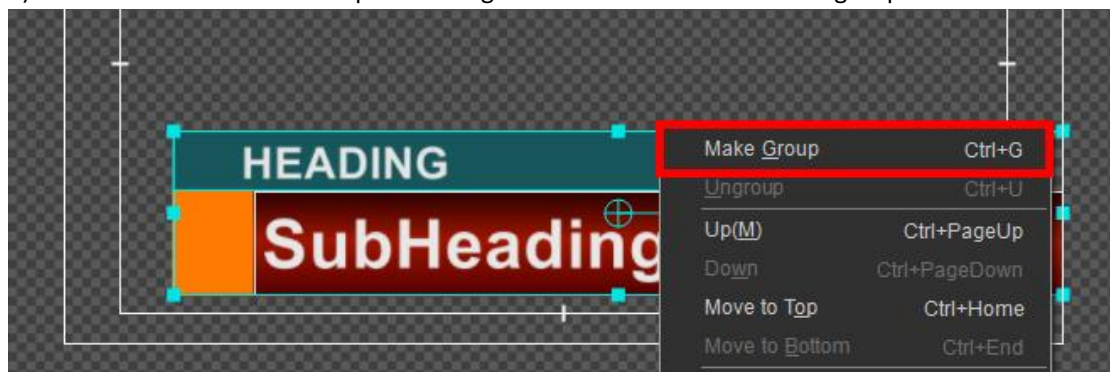 HEADING
SubHeading
Make Group Ctrl+G
Ungroup Ctrl+U
Up(M) Ctrl+PageUp
Down Ctrl+PageDown
Move to Top Ctrl+Home
Move to Bottom Ctrl+End